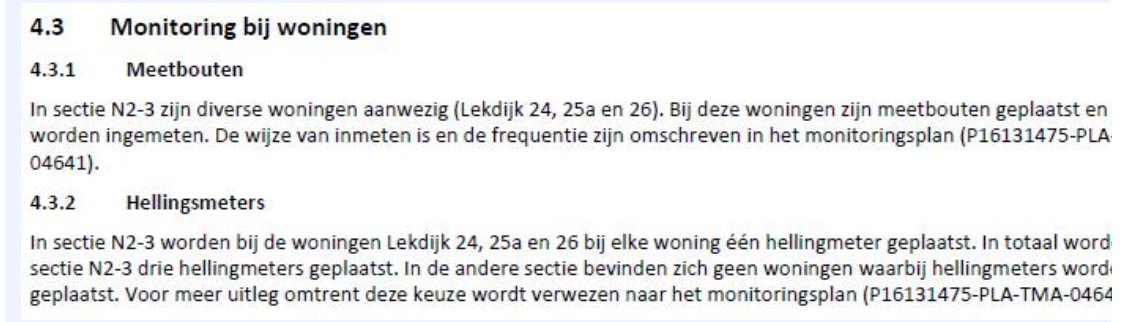 4.3 Monitoring bij woningen
4.3.1 Meetbouten
In sectie N2-3 zijn diverse woningen aanwezig (Lekdijk 24, 25a en 26). Bij deze woningen zijn meetbouten geplaatst en
worden ingemeten. De wijze van inmeten is en de frequentie zijn omschreven in het monitoringsplan (P16131475-PLA-
04641).
4.3.2 Hellingsmeters
In sectie N2-3 worden bij de woningen Lekdijk 24, 25a en 26 bij elke woning één hellingmeter geplaatst. In totaal word
sectie N2-3 drie hellingmeters geplaatst. In de andere sectie bevinden zich geen woningen waarbij hellingmeters word
geplaatst. Voor meer uitleg omtrent deze keuze wordt verwezen naar het monitoringsplan (P16131475-PLA-TMA-0464